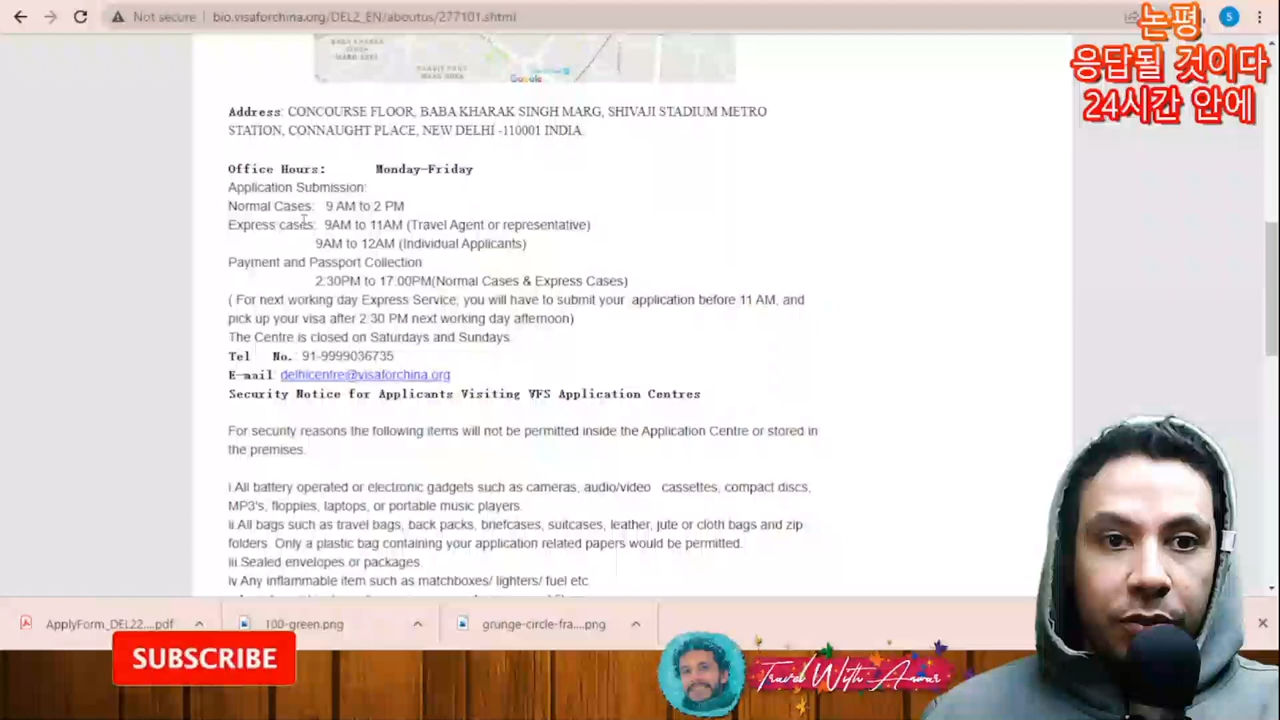 Not secure
bio.visaforchina.org/DEL2_EN/aboutus/277101.shtml
5
논평
응답될 것이다
24시간 안에
Google
Address: CONCOURSE FLOOR, BABA KHARAK SINGH MARG, SHIVAJI STADIUM METRO
STATION, CONNAUGHT PLACE, NEW DELHI -110001 INDIA.
Office Hours: Monday-Friday
Application Submission:
Normal Cases: 9 AM to 2 PM
Express cases: 9AM to 11AM (Travel Agent or representative)
9AM to 12AM (Individual Applicants)
Payment and Passport Collection
2:30PM to 17:00PM(Normal Cases & Express Cases)
( For next working day Express Service, you will have to submit your application before 11 AM, and
pick up your visa after 2:30 PM next working day afternoon)
The Centre is closed on Saturdays and Sundays.
Tel No. 91-9999036735
E-mail: delhicentre@visaforchina.org
Security Notice for Applicants Visiting VFS Application Centres
For security reasons the following items will not be permitted inside the Application Centre or stored in
the premises.
i.All battery operated or electronic gadgets such as cameras, audio/video cassettes, compact discs,
MP3's, floppies, laptops, or portable music players.
ii.All bags such as travel bags, back packs, briefcases, suitcases, leather, jute or cloth bags and zip
folders. Only a plastic bag containing your application related papers would be permitted.
iii Sealed envelopes or packages
iv Any inflammable item such as matchboxes/ lighters/ fuel etc
ApplyForm_DEL22....pdf
100-green.png
grunge-circle-fra....png
SUBSCRIBE
Travel With Anwar